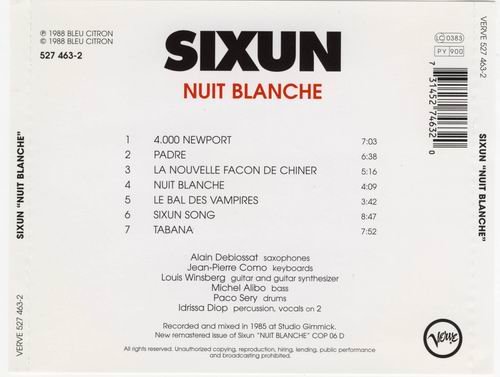 ℗ 1988 BLEU CITRON
© 1988 BLEU CITRON
527 463-2
SIXUN
NUIT BLANCHE
LC 0383
PY 900
7 31452 74632 0
VERVE 527 463-2
SIXUN "NUIT BLANCHE"
1 4.000 NEWPORT 7:03
2 PADRE 6:38
3 LA NOUVELLE FACON DE CHINER 5:16
4 NUIT BLANCHE 4:09
5 LE BAL DES VAMPIRES 3:42
6 SIXUN SONG 8:47
7 TABANA 7:52
Alain Debiossat saxophones
Jean-Pierre Como keyboards
Louis Winsberg guitar and guitar synthesizer
Michel Alibo bass
Paco Sery drums
Idrissa Diop percussion, vocals on 2
Recorded and mixed in 1985 at Studio Gimmick.
New remastered Issue of Sixun "NUIT BLANCHE" COP 06 D
All rights reserved. Unauthorized copying, reproduction, hiring, lending, public performance
and broadcasting prohibited.
Verve
SIXUN "NUIT BLANCHE"
VERVE 527 463-2